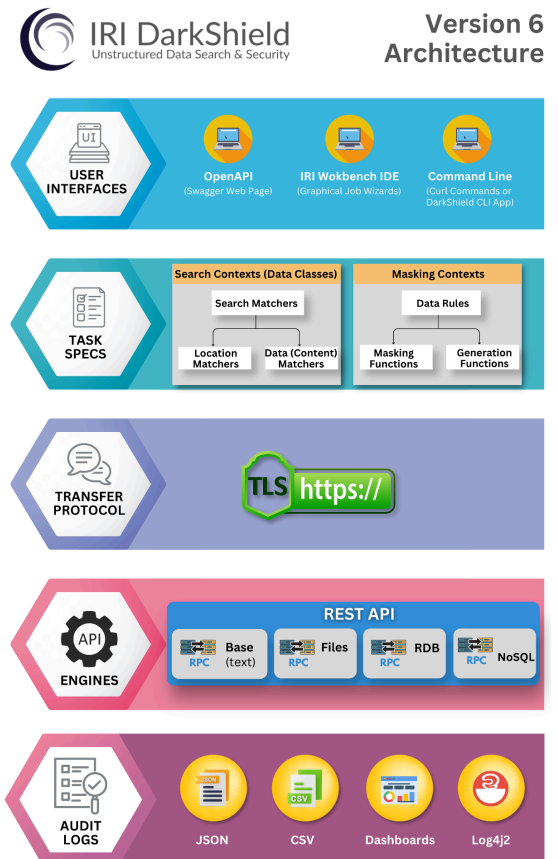 IRI DarkShield
Unstructured Data Search & Security
Version 6
Architecture
UI
USER
INTERFACES
OpenAPI
(Swagger Web Page)
IRI Wokbench IDE
(Graphical Job Wizards)
Command Line
(Curl Commands or
DarkShield CLI App)
TASK
SPECS
Search Contexts (Data Classes)
Search Matchers
Location
Matchers
Data (Content)
Matchers
Masking Contexts
Data Rules
Masking
Functions
Generation
Functions
TRANSFER
PROTOCOL
TLS https://
API
ENGINES
REST API
RPC
Base
(text)
RPC
Files
RPC
RDB
RPC
NoSQL
AUDIT
LOGS
JSON
JSON
CSV
CSV
Dashboards
Log4j2